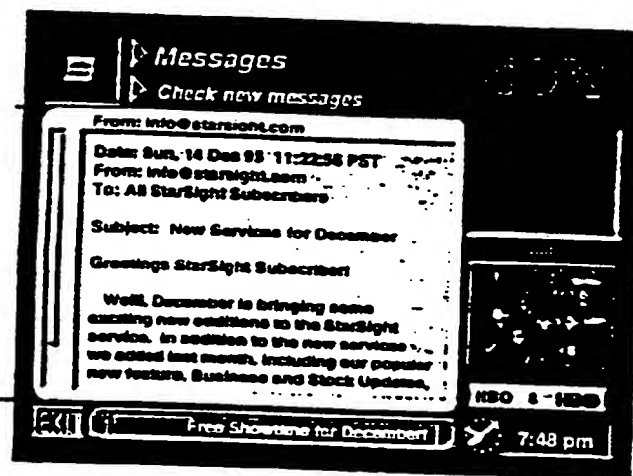 Messages
Check new messages
From: info@starsight.com
Date: Sun, 14 Dec 95 11:22:56 PST
From: info@starsight.com
To: All StarSight Subscribers
Subject: New Services for December
Greetings StarSight Subscriber!
Well, December is bringing some
exciting new additions to the StarSight
service. In addition to the new services
we added last month, including our popular
new feature, Business and Stock Updates,
HBO 8
EXIT
Free Showtime for December!
7:48 pm